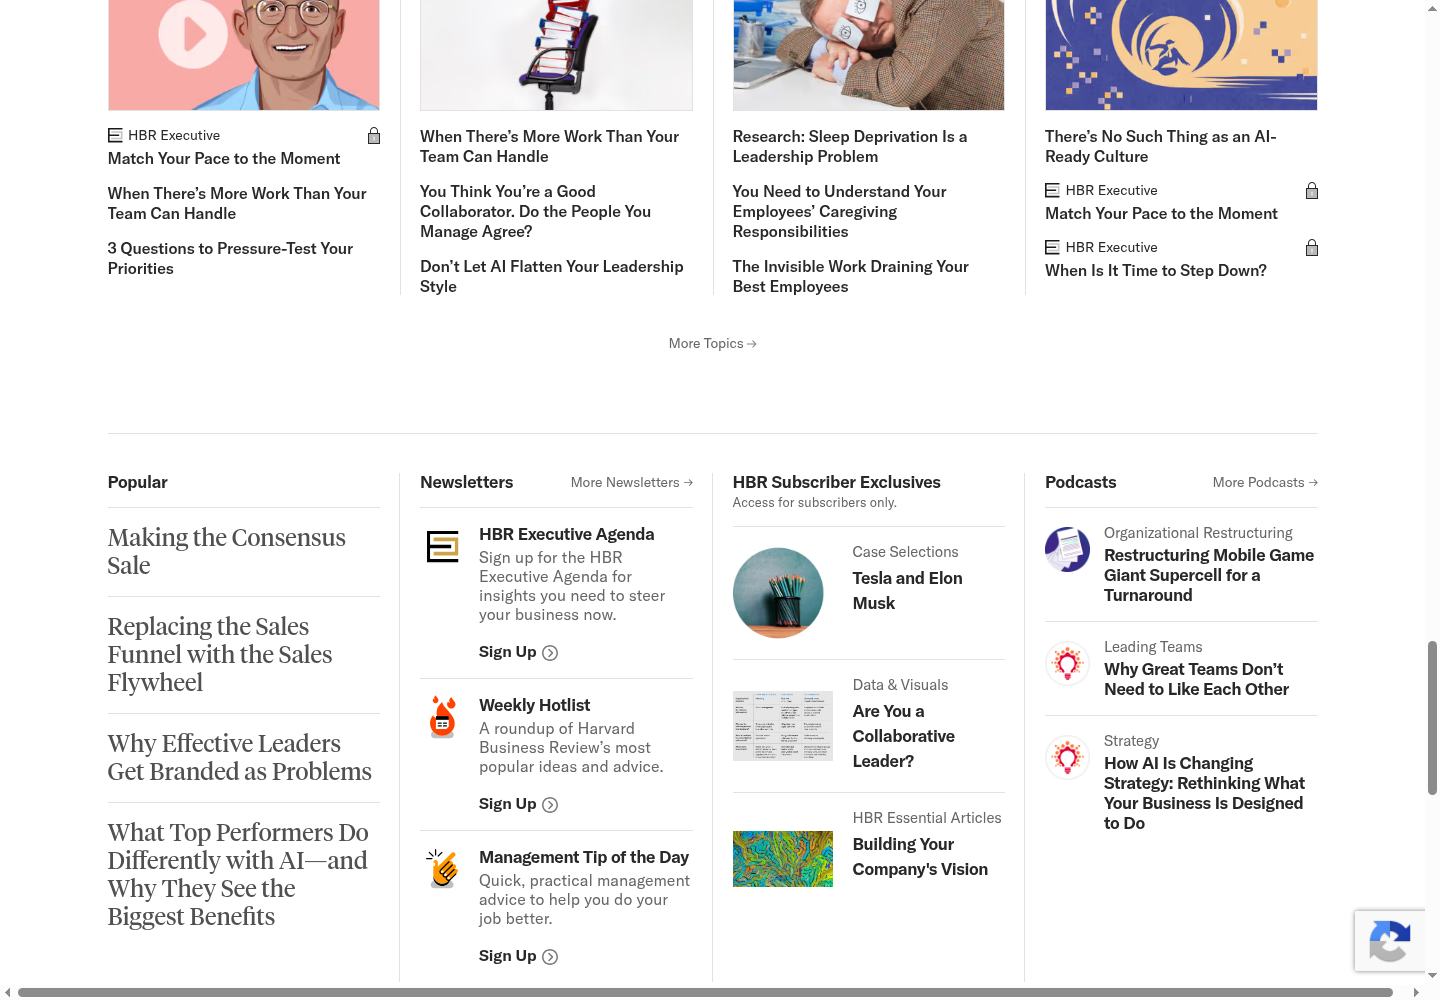 HBR Executive
Match Your Pace to the Moment
When There’s More Work Than Your
Team Can Handle
3 Questions to Pressure-Test Your
Priorities
When There’s More Work Than Your
Team Can Handle
You Think You’re a Good
Collaborator. Do the People You
Manage Agree?
Don’t Let AI Flatten Your Leadership
Style
Research: Sleep Deprivation Is a
Leadership Problem
You Need to Understand Your
Employees’ Caregiving
Responsibilities
The Invisible Work Draining Your
Best Employees
There’s No Such Thing as an AI-
Ready Culture
HBR Executive
Match Your Pace to the Moment
HBR Executive
When Is It Time to Step Down?
More Topics →
Popular
Making the Consensus
Sale
Replacing the Sales
Funnel with the Sales
Flywheel
Why Effective Leaders
Get Branded as Problems
What Top Performers Do
Differently with AI—and
Why They See the
Biggest Benefits
Newsletters
More Newsletters →
HBR Executive Agenda
Sign up for the HBR
Executive Agenda for
insights you need to steer
your business now.
Sign Up
Weekly Hotlist
A roundup of Harvard
Business Review’s most
popular ideas and advice.
Sign Up
Management Tip of the Day
Quick, practical management
advice to help you do your
job better.
Sign Up
HBR Subscriber Exclusives
Access for subscribers only.
Case Selections
Tesla and Elon
Musk
Data & Visuals
Are You a
Collaborative
Leader?
HBR Essential Articles
Building Your
Company's Vision
Podcasts
More Podcasts →
Organizational Restructuring
Restructuring Mobile Game
Giant Supercell for a
Turnaround
Leading Teams
Why Great Teams Don’t
Need to Like Each Other
Strategy
How AI Is Changing
Strategy: Rethinking What
Your Business Is Designed
to Do